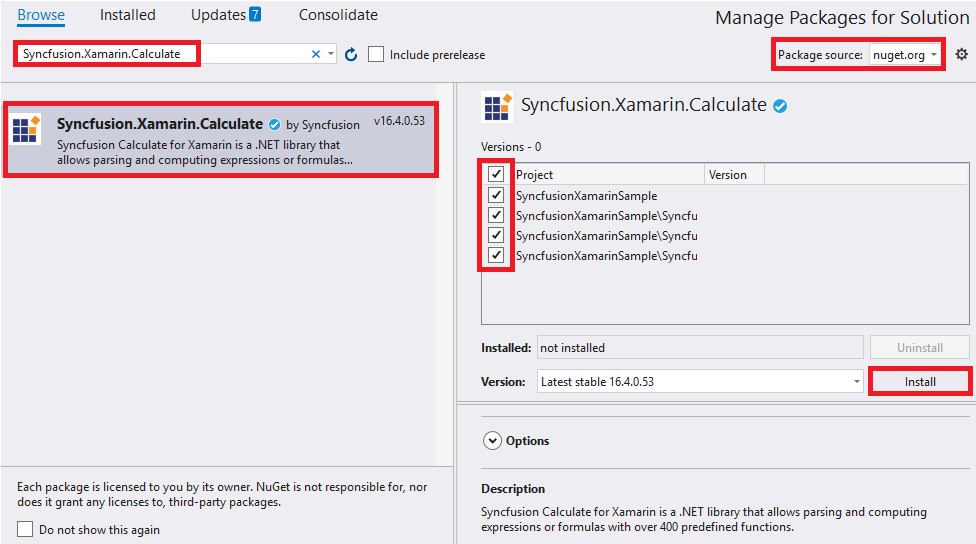 Browse Installed Updates 7 Consolidate
Manage Packages for Solution
Syncfusion.Xamarin.Calculate
Include prerelease
Package source: nuget.org
Syncfusion.Xamarin.Calculate by Syncfusion v16.4.0.53
Syncfusion Calculate for Xamarin is a .NET library that
allows parsing and computing expressions or formulas...
Each package is licensed to you by its owner. NuGet is not responsible for, nor
does it grant any licenses to, third-party packages.
Do not show this again
Syncfusion.Xamarin.Calculate
Versions - 0
Project Version
SyncfusionXamarinSample
SyncfusionXamarinSample\Syncfu
SyncfusionXamarinSample\Syncfu
SyncfusionXamarinSample\Syncfu
Installed: not installed Uninstall
Version: Latest stable 16.4.0.53 Install
Options
Description
Syncfusion Calculate for Xamarin is a .NET library that allows parsing and computing
expressions or formulas with over 400 predefined functions.